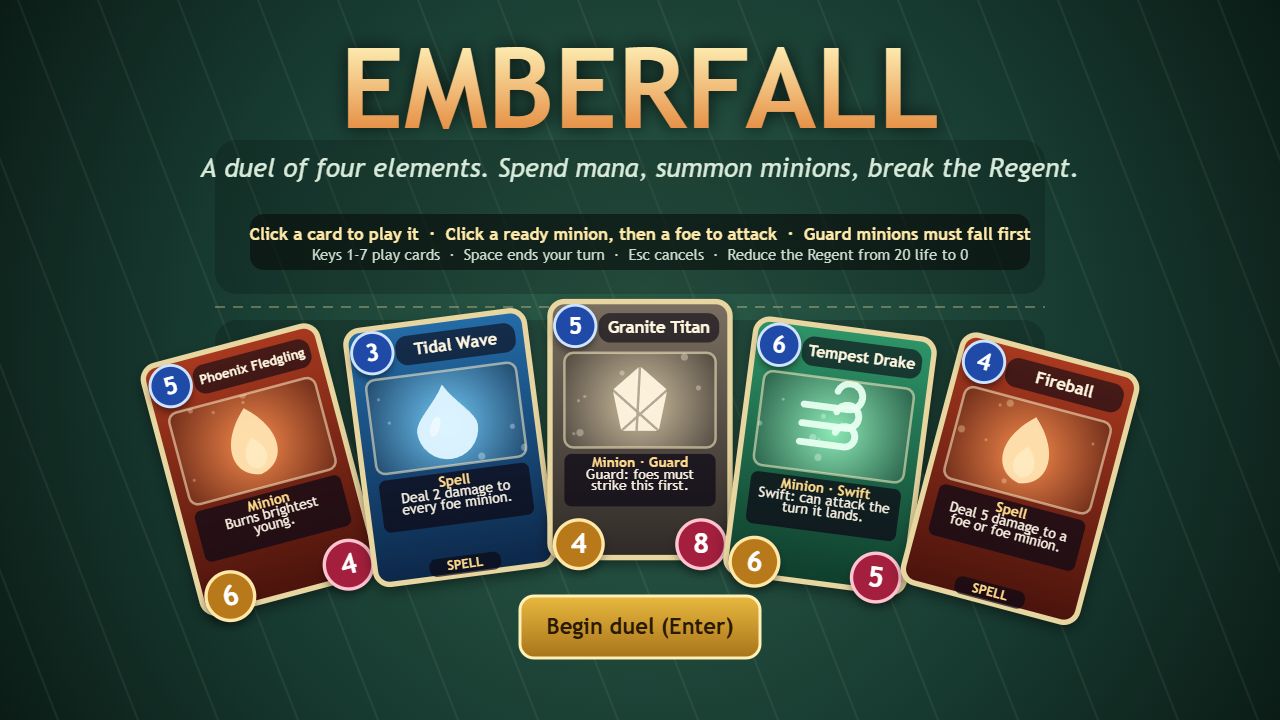 EMBERFALL
A duel of four elements. Spend mana, summon minions, break the Regent.
Click a card to play it · Click a ready minion, then a foe to attack · Guard minions must fall first
Keys 1-7 play cards · Space ends your turn · Esc cancels · Reduce the Regent from 20 life to 0
5
Phoenix Fledgling
Minion
Burns brightest
young.
6
4
3
Tidal Wave
Spell
Deal 2 damage to
every foe minion.
SPELL
5
Granite Titan
Minion · Guard
Guard: foes must
strike this first.
4
8
6
Tempest Drake
Minion · Swift
Swift: can attack the
turn it lands.
6
5
4
Fireball
Spell
Deal 5 damage to a
foe or foe minion.
SPELL
Begin duel (Enter)